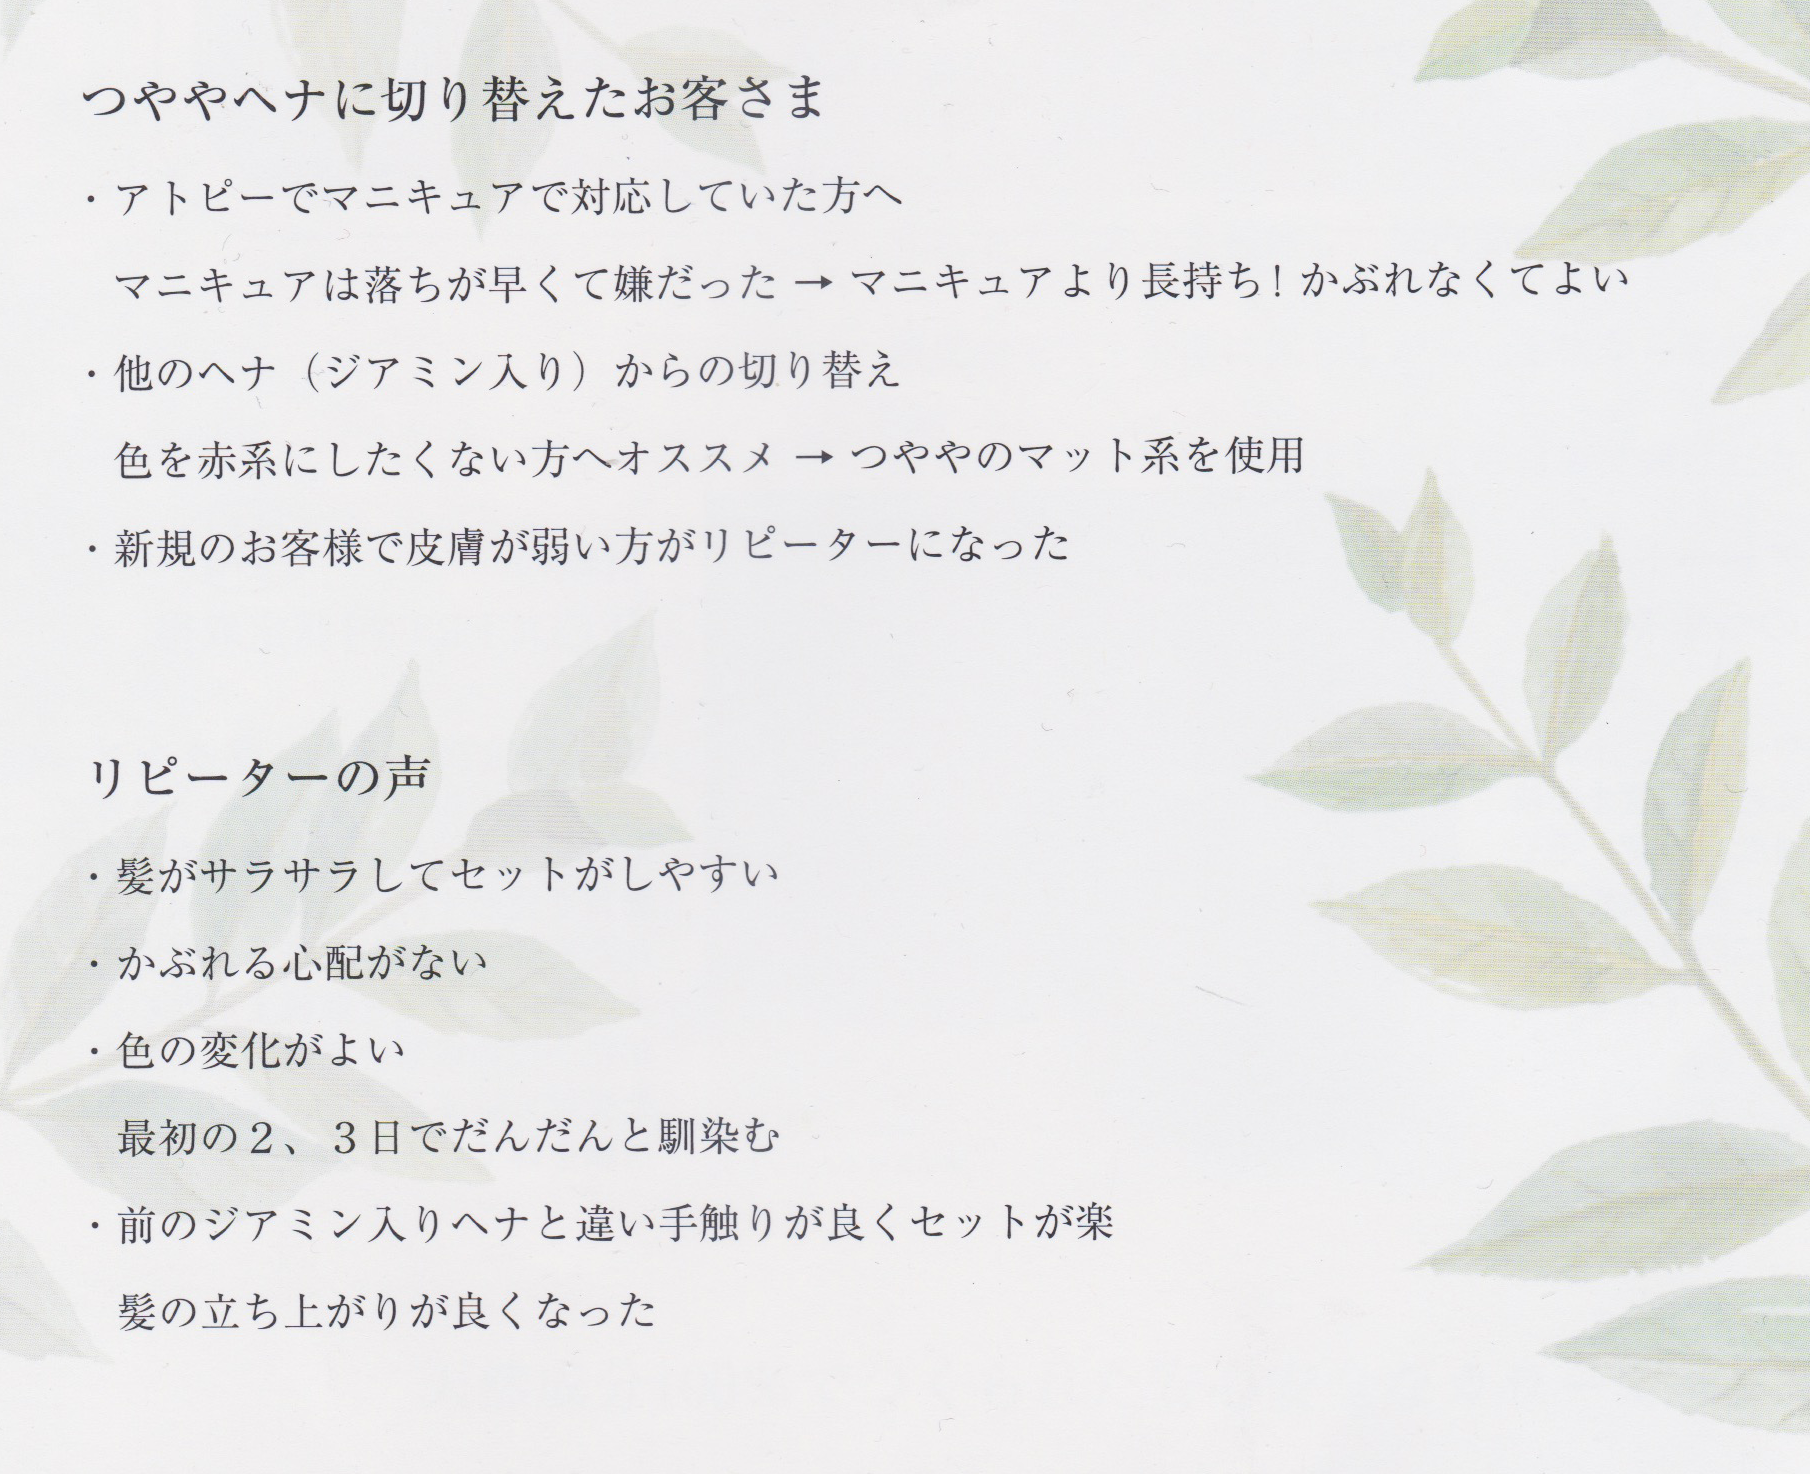 つややヘナに切り替えたお客さま
・アトピーでマニキュアで対応していた方へ
マニキュアは落ちが早くて嫌だった → マニキュアより長持ち! かぶれなくてよい
・他のヘナ（ジアミン入り）からの切り替え
色を赤系にしたくない方へオススメ → つややのマット系を使用
・新規のお客様で皮膚が弱い方がリピーターになった
リピーターの声
・髪がサラサラしてセットがしやすい
・かぶれる心配がない
・色の変化がよい
最初の２、３日でだんだんと馴染む
・前のジアミン入りヘナと違い手触りが良くセットが楽
髪の立ち上がりが良くなった